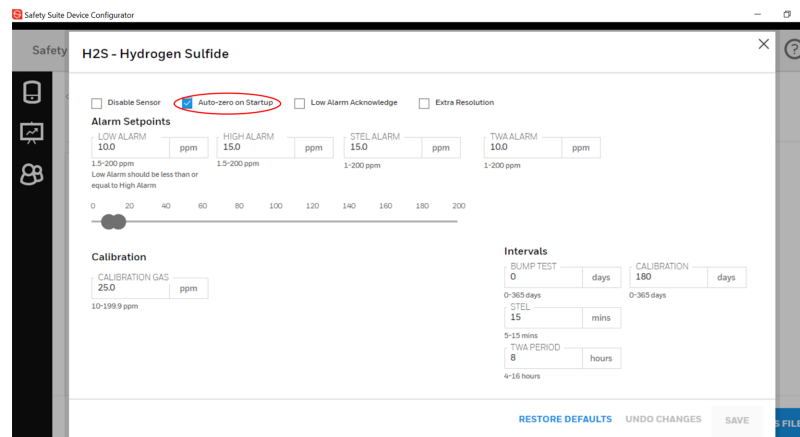 Safety Suite Device Configurator
Safety
H2S - Hydrogen Sulfide
Disable Sensor
Auto-zero on Startup
Low Alarm Acknowledge
Extra Resolution
Alarm Setpoints
LOW ALARM
10.0 ppm
1.5-200 ppm
Low Alarm should be less than or
equal to High Alarm
HIGH ALARM
15.0 ppm
1.5-200 ppm
STEL ALARM
15.0 ppm
1-200 ppm
TWA ALARM
10.0 ppm
1-200 ppm
0 20 40 60 80 100 120 140 160 180 200
Calibration
CALIBRATION GAS
25.0 ppm
10-199.9 ppm
Intervals
BUMP TEST
0 days
0-365 days
CALIBRATION
180 days
0-365 days
STEL
15 mins
5-15 mins
TWA PERIOD
8 hours
4-16 hours
RESTORE DEFAULTS UNDO CHANGES SAVE
S FILE